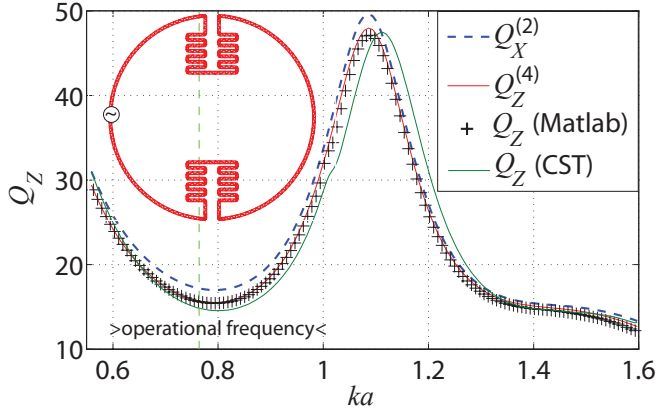 50
40
30
20
10
Q_Z
0.6
0.8
1
1.2
1.4
1.6
ka
~
>operational frequency<
Q_X^(2)
Q_Z^(4)
+ Q_Z (Matlab)
Q_Z (CST)